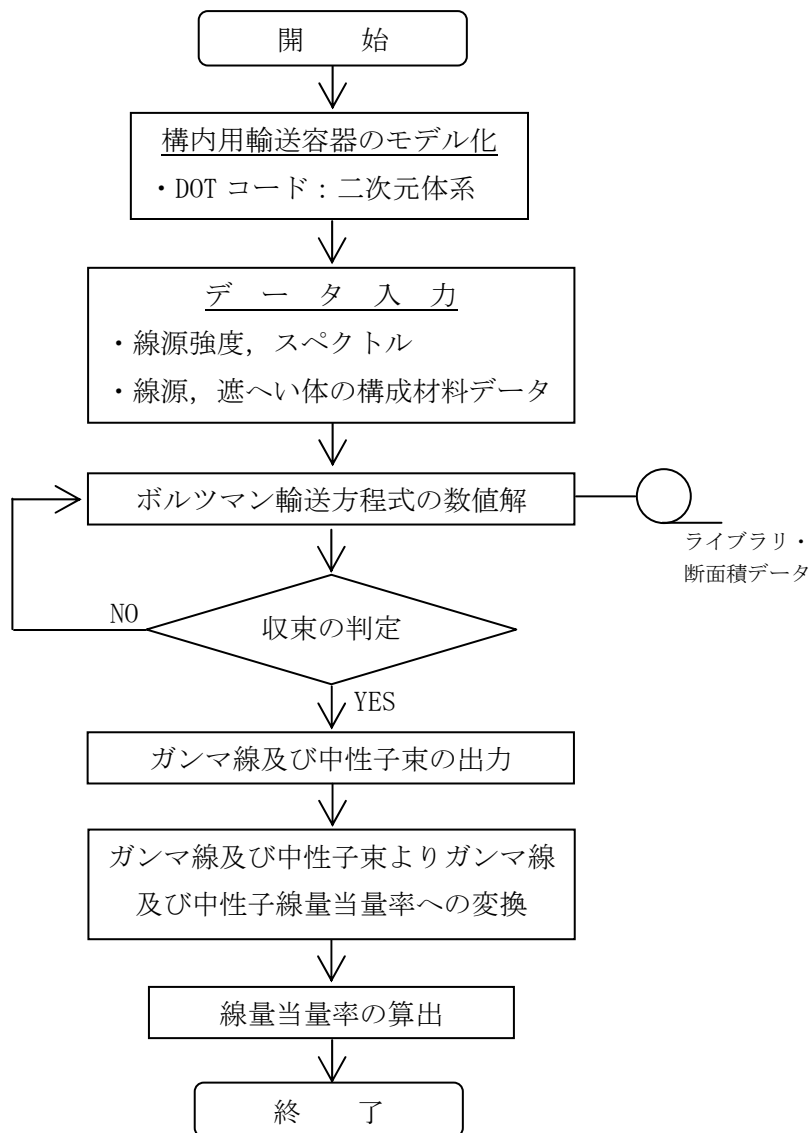 開　始
構内用輸送容器のモデル化
・DOT コード：二次元体系
データ入力
・線源強度，スペクトル
・線源，遮へい体の構成材料データ
ボルツマン輸送方程式の数値解
ライブラリ・
断面積データ
NO
収束の判定
YES
ガンマ線及び中性子束の出力
ガンマ線及び中性子束よりガンマ線
及び中性子線量当量率への変換
線量当量率の算出
終　了